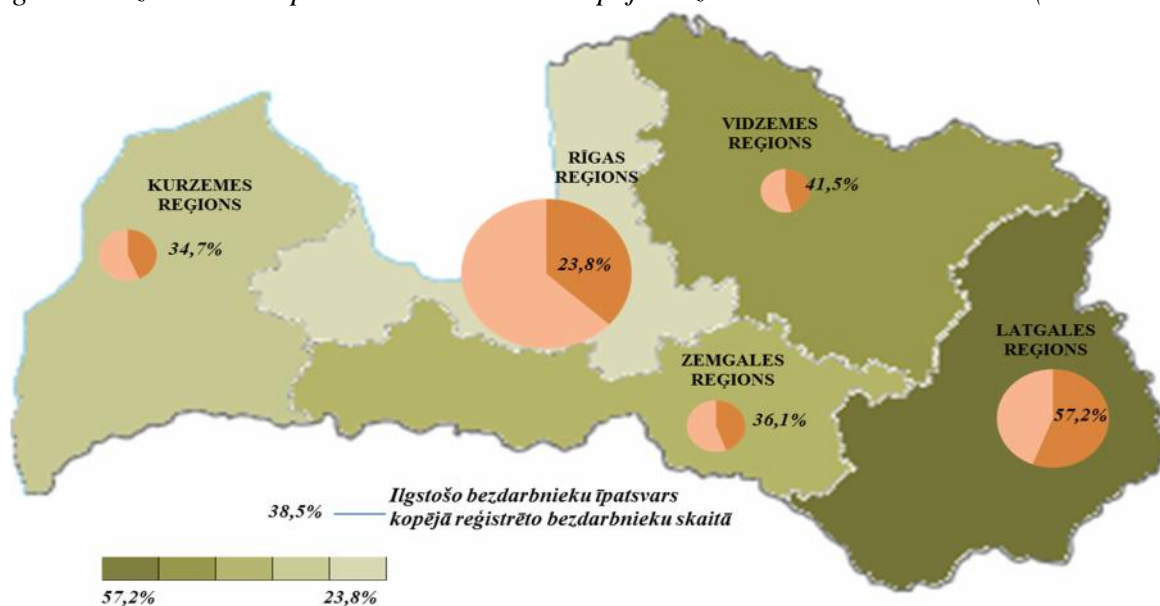 VIDZEMES
REĢIONS
41,5%
RĪGAS
REĢIONS
23,8%
KURZEMES
REĢIONS
34,7%
LATGALES
REĢIONS
57,2%
ZEMGALES
REĢIONS
36,1%
38,5%
Ilgstošo bezdarbnieku īpatsvars
kopējā reģistrēto bezdarbnieku skaitā
57,2%
23,8%